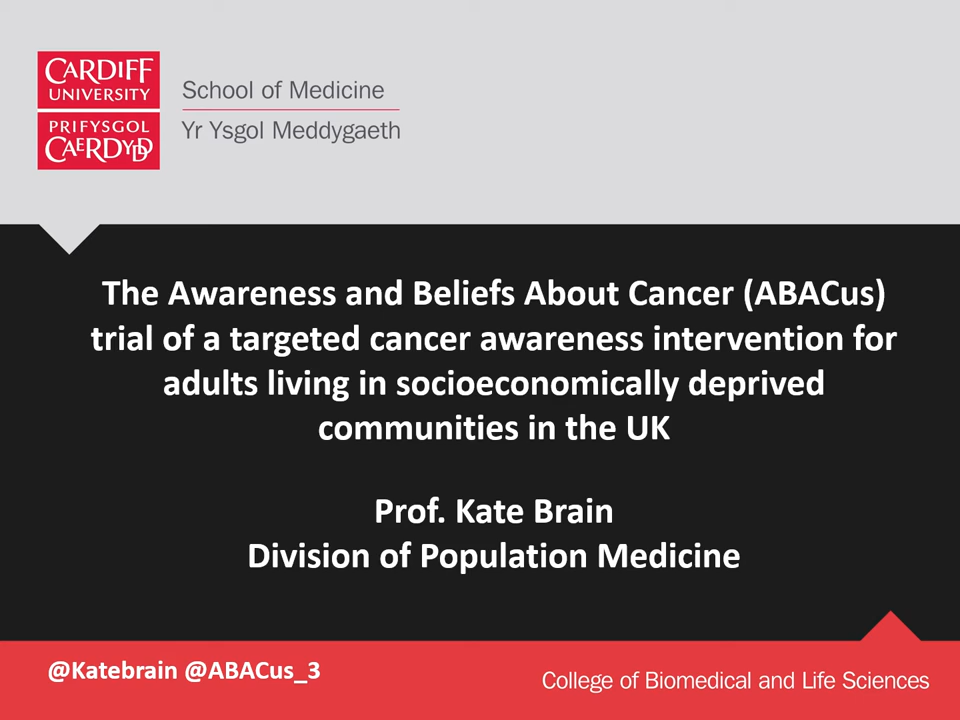 CARDIFF
UNIVERSITY
PRIFYSGOL
CAERDYDD
School of Medicine
Yr Ysgol Meddygaeth
The Awareness and Beliefs About Cancer (ABACus)
trial of a targeted cancer awareness intervention for
adults living in socioeconomically deprived
communities in the UK
Prof. Kate Brain
Division of Population Medicine
@Katebrain @ABACus_3
College of Biomedical and Life Sciences